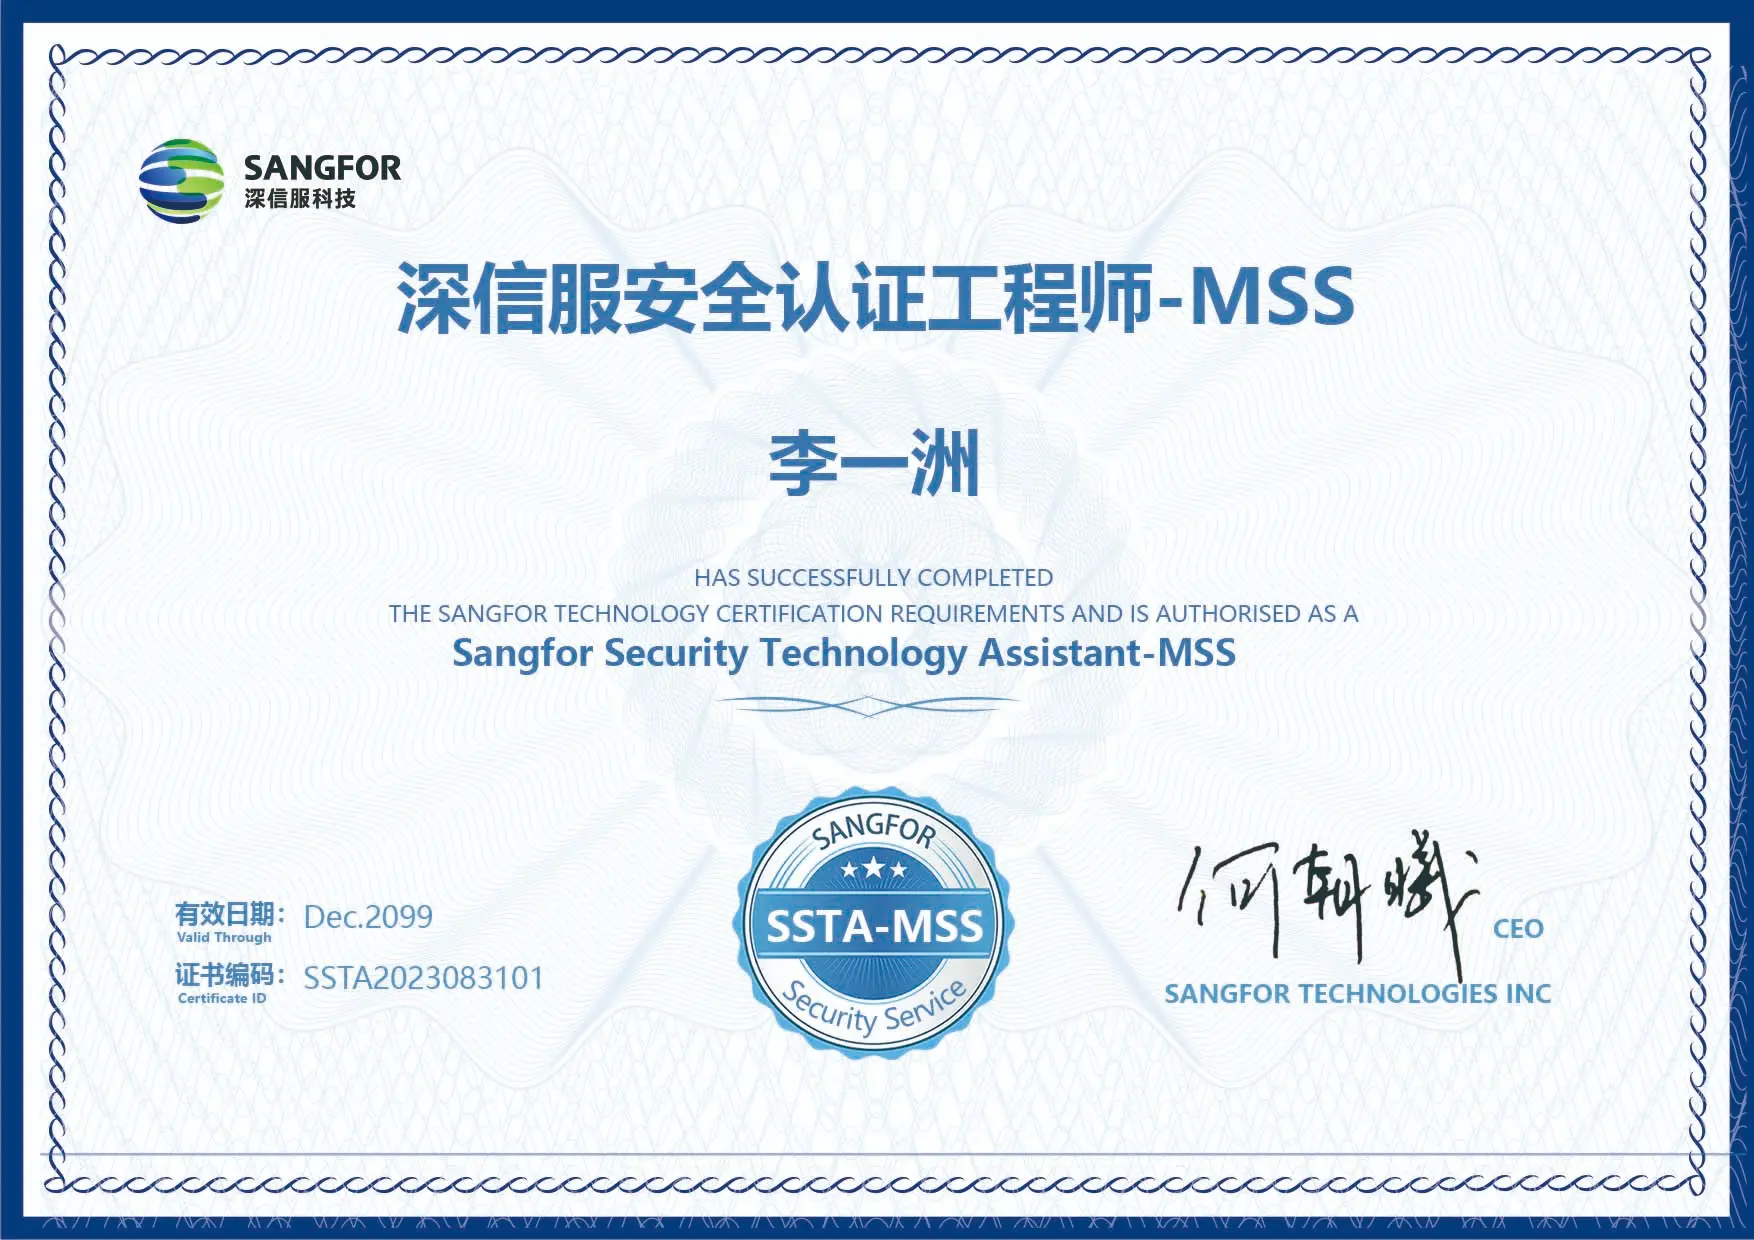 SANGFOR
深信服科技
深信服安全认证工程师-MSS
李一洲
HAS SUCCESSFULLY COMPLETED
THE SANGFOR TECHNOLOGY CERTIFICATION REQUIREMENTS AND IS AUTHORISED AS A
Sangfor Security Technology Assistant-MSS
SANGFOR
SSTA-MSS
Security Service
有效日期： Dec.2099
Valid Through
证书编码： SSTA2023083101
Certificate ID
何朝曦
CEO
SANGFOR TECHNOLOGIES INC